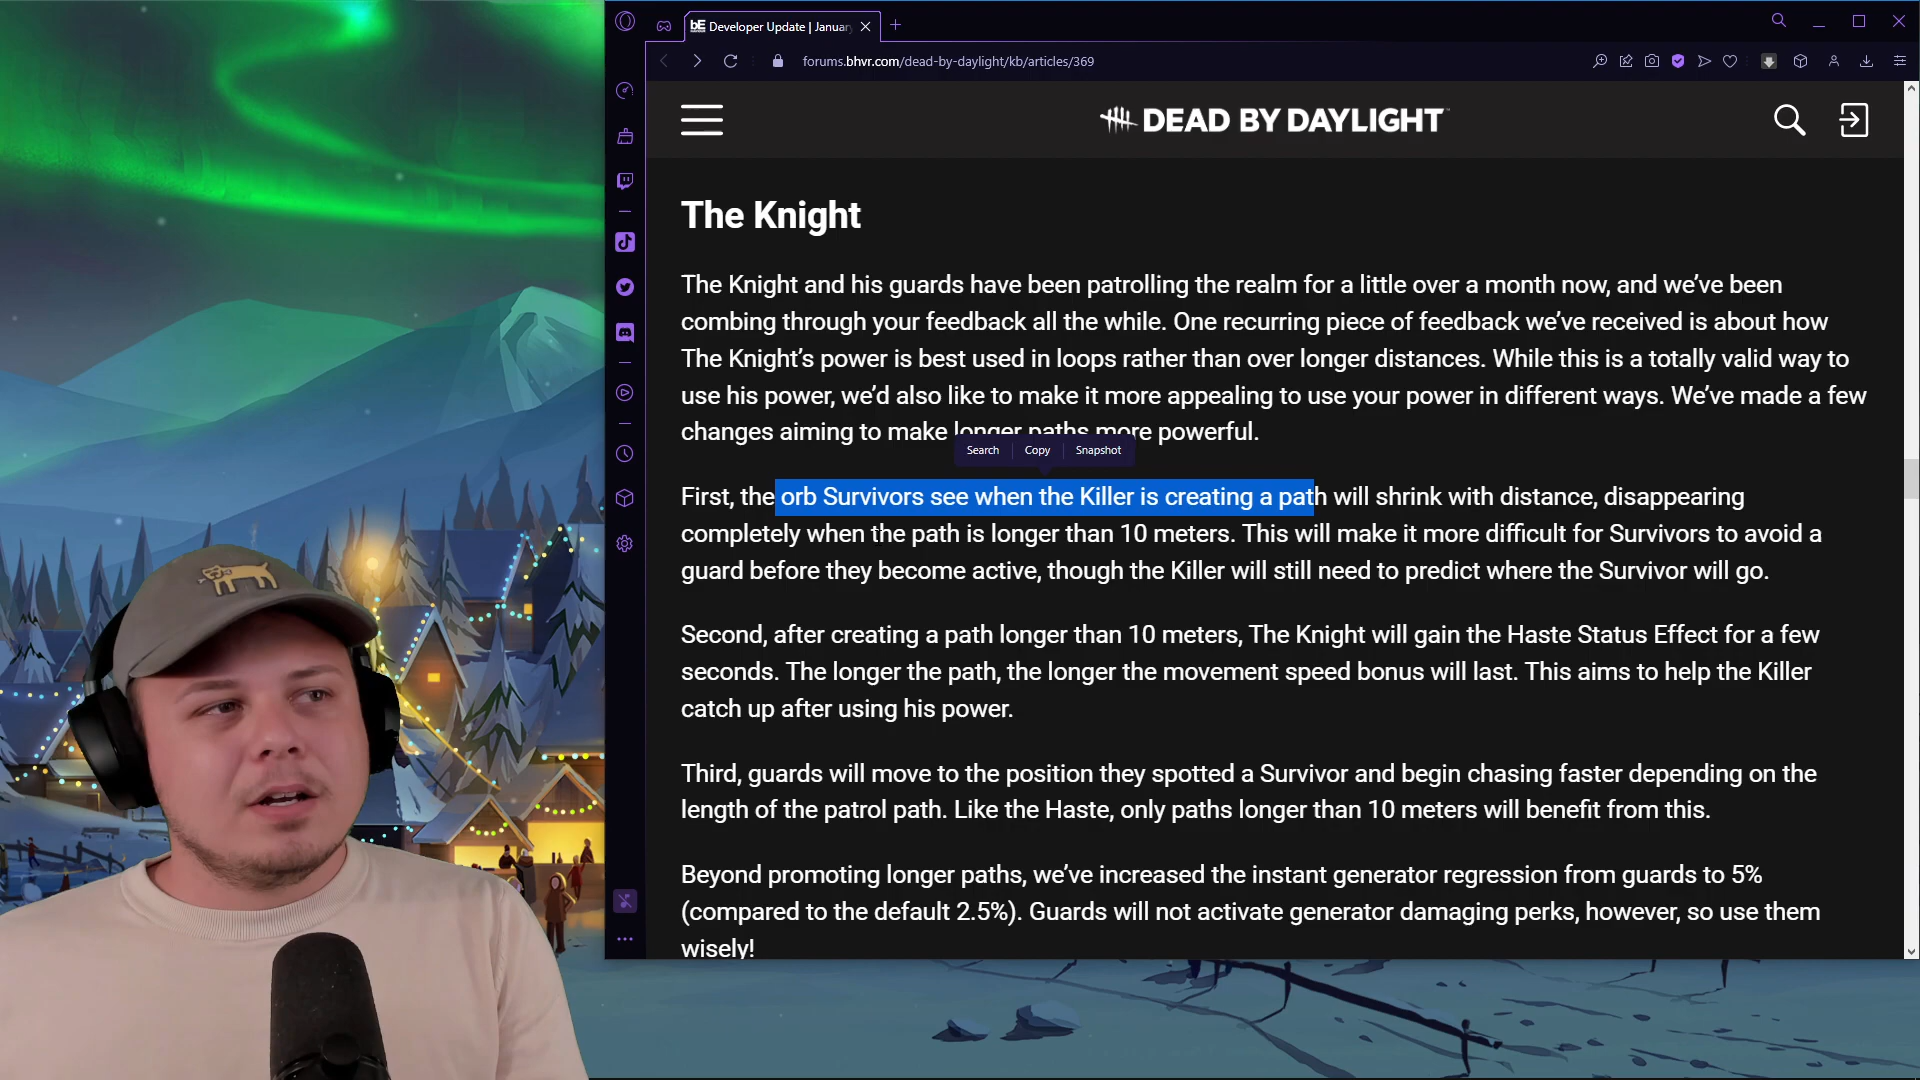 bE Developer Update | Januar
forums.bhvr.com/dead-by-daylight/kb/articles/369
DEAD BY DAYLIGHT
The Knight
The Knight and his guards have been patrolling the realm for a little over a month now, and we've been
combing through your feedback all the while. One recurring piece of feedback we've received is about how
The Knight's power is best used in loops rather than over longer distances. While this is a totally valid way to
use his power, we'd also like to make it more appealing to use your power in different ways. We've made a few
changes aiming to make longer paths more powerful.
Search Copy Snapshot
First, the orb Survivors see when the Killer is creating a path will shrink with distance, disappearing
completely when the path is longer than 10 meters. This will make it more difficult for Survivors to avoid a
guard before they become active, though the Killer will still need to predict where the Survivor will go.
Second, after creating a path longer than 10 meters, The Knight will gain the Haste Status Effect for a few
seconds. The longer the path, the longer the movement speed bonus will last. This aims to help the Killer
catch up after using his power.
Third, guards will move to the position they spotted a Survivor and begin chasing faster depending on the
length of the patrol path. Like the Haste, only paths longer than 10 meters will benefit from this.
Beyond promoting longer paths, we've increased the instant generator regression from guards to 5%
(compared to the default 2.5%). Guards will not activate generator damaging perks, however, so use them
wisely!